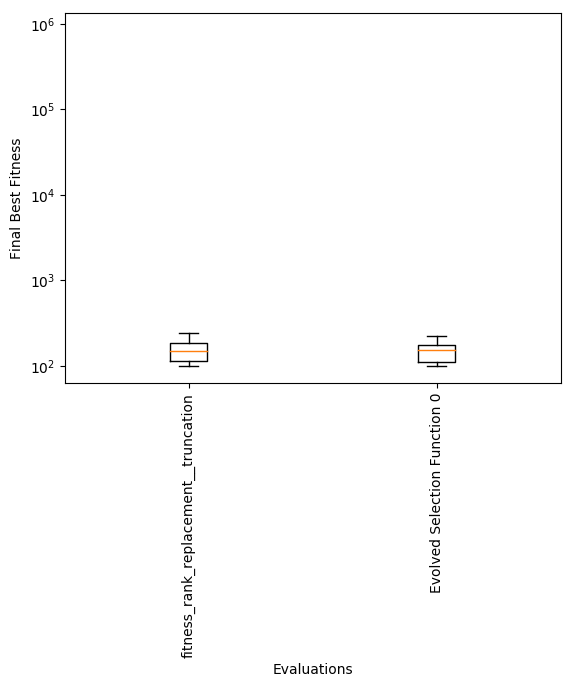 10^6
10^5
10^4
10^3
10^2
Final Best Fitness
fitness_rank_replacement__truncation
Evolved Selection Function 0
Evaluations